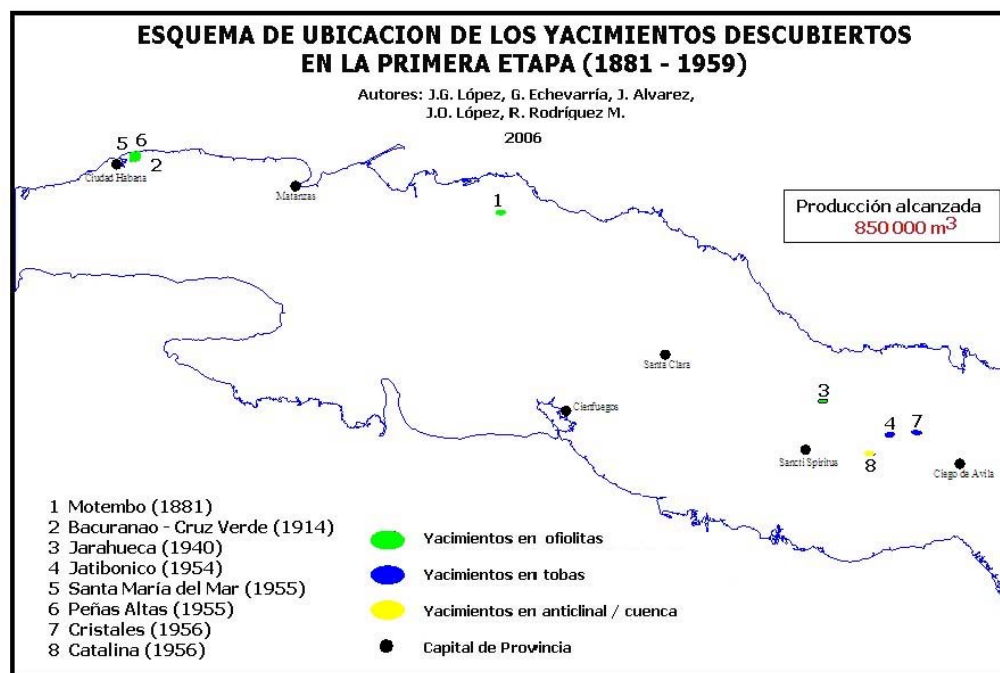 ESQUEMA DE UBICACION DE LOS YACIMIENTOS DESCUBIERTOS
EN LA PRIMERA ETAPA (1881 - 1959)
Autores: J.G. López, G. Echevarría, J. Alvarez,
J.O. López, R. Rodríguez M.
2006
5 6
2
Ciudad Habana
Matanzas
1
Producción alcanzada
850 000 m3
Santa Clara
Cienfuegos
3
4 7
Sancti Spiritus
8
Ciego de Avila
1 Motembo (1881)
2 Bacuranao - Cruz Verde (1914)
3 Jarahueca (1940)
4 Jatibonico (1954)
5 Santa María del Mar (1955)
6 Peñas Altas (1955)
7 Cristales (1956)
8 Catalina (1956)
Yacimientos en ofiolitas
Yacimientos en tobas
Yacimientos en anticlinal / cuenca
Capital de Provincia